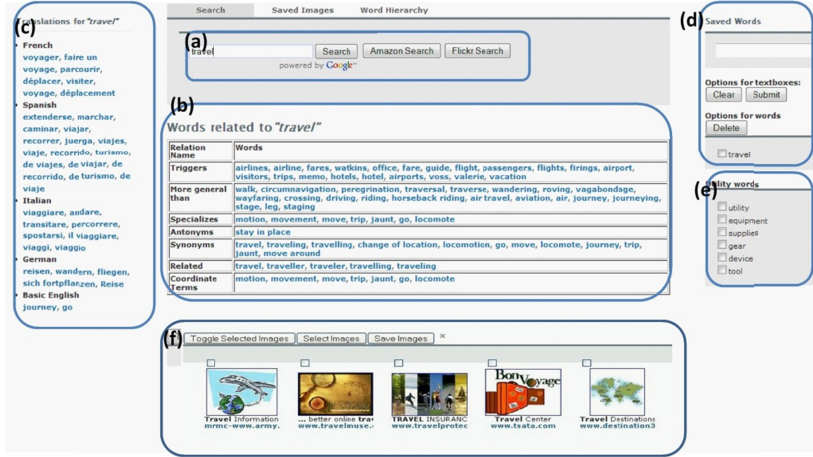 (c)
Translations for "travel"
French
voyager, faire un
voyage, parcourir,
déplacer, visiter,
voyage, déplacement
Spanish
extenderse, marchar,
caminar, viajar,
recorrer, juerga, viajes,
viaje, recorrido, turismo,
de viajes, de viajar, de
recorrido, de turismo, de
viaje
Italian
viaggiare, andare,
transitare, percorrere,
spostarsi, il viaggiare,
viaggi, viaggio
German
reisen, wandern, fliegen,
sich fortpflanzen, Reise
Basic English
journey, go
Search Saved Images Word Hierarchy
(a)
travel Search Amazon Search Flickr Search
powered by Google™
(b)
Words related to "travel"
Relation Name Words
Triggers airlines, airline, fares, watkins, office, fare, guide, flight, passengers, flights, firings, airport,
visitors, trips, memo, hotels, hotel, airports, voss, valerie, vacation
More general than walk, circumnavigation, peregrination, traversal, traverse, wandering, roving, vagabondage,
wayfaring, crossing, driving, riding, horseback riding, air travel, aviation, air, journey, journeying,
stage, leg, staging
Specializes motion, movement, move, trip, jaunt, go, locomote
Antonyms stay in place
Synonyms travel, traveling, travelling, change of location, locomotion, go, move, locomote, journey, trip,
jaunt, move around
Related travel, traveller, traveler, travelling, traveling
Coordinate Terms motion, movement, move, trip, jaunt, go, locomote
(d)
Saved Words
Options for textboxes:
Clear Submit
Options for words
Delete
travel
(e)
Utility words
utility
equipment
supplies
gear
device
tool
(f)
Toggle Selected Images Select Images Save Images ×
Bon Voyage
Travel Information
mrmc-www.army.
... better online trav
www.travelmuse.
TRAVEL INSURANC
www.travelprotec
Travel Center
www.tsata.com
Travel Destinations
www.destination3